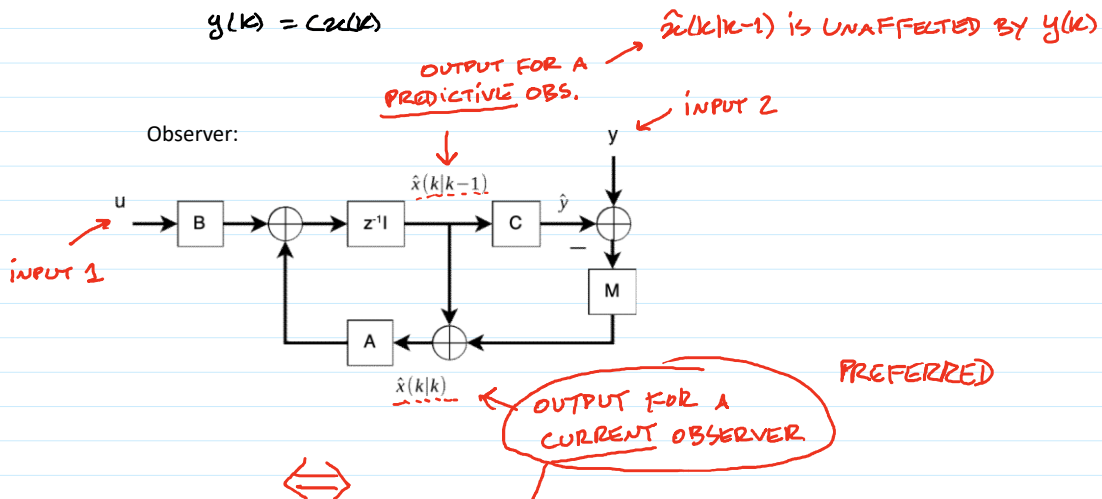 y(k) = Cx(k)
x̂(k|k-1) is UNAFFECTED BY y(k)
OUTPUT FOR A
PREDICTIVE OBS.
INPUT 2
Observer:
y
x̂(k|k−1)
u
B
z⁻¹I
C
ŷ
−
INPUT 1
M
A
x̂(k|k)
PREFERRED
OUTPUT FOR A
CURRENT OBSERVER